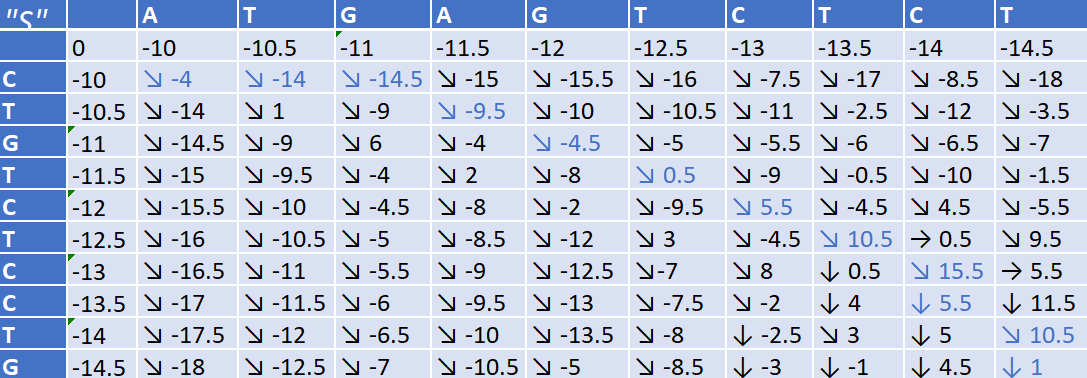 "S" A T G A G T C T C T
0 -10 -10.5 -11 -11.5 -12 -12.5 -13 -13.5 -14 -14.5
C -10 ↘ -4 ↘ -14 ↘ -14.5 ↘ -15 ↘ -15.5 ↘ -16 ↘ -7.5 ↘ -17 ↘ -8.5 ↘ -18
T -10.5 ↘ -14 ↘ 1 ↘ -9 ↘ -9.5 ↘ -10 ↘ -10.5 ↘ -11 ↘ -2.5 ↘ -12 ↘ -3.5
G -11 ↘ -14.5 ↘ -9 ↘ 6 ↘ -4 ↘ -4.5 ↘ -5 ↘ -5.5 ↘ -6 ↘ -6.5 ↘ -7
T -11.5 ↘ -15 ↘ -9.5 ↘ -4 ↘ 2 ↘ -8 ↘ 0.5 ↘ -9 ↘ -0.5 ↘ -10 ↘ -1.5
C -12 ↘ -15.5 ↘ -10 ↘ -4.5 ↘ -8 ↘ -2 ↘ -9.5 ↘ 5.5 ↘ -4.5 ↘ 4.5 ↘ -5.5
T -12.5 ↘ -16 ↘ -10.5 ↘ -5 ↘ -8.5 ↘ -12 ↘ 3 ↘ -4.5 ↘ 10.5 → 0.5 ↘ 9.5
C -13 ↘ -16.5 ↘ -11 ↘ -5.5 ↘ -9 ↘ -12.5 ↘ -7 ↘ 8 ↓ 0.5 ↘ 15.5 → 5.5
C -13.5 ↘ -17 ↘ -11.5 ↘ -6 ↘ -9.5 ↘ -13 ↘ -7.5 ↘ -2 ↓ 4 ↓ 5.5 ↓ 11.5
T -14 ↘ -17.5 ↘ -12 ↘ -6.5 ↘ -10 ↘ -13.5 ↘ -8 ↓ -2.5 ↘ 3 ↓ 5 ↘ 10.5
G -14.5 ↘ -18 ↘ -12.5 ↘ -7 ↘ -10.5 ↘ -5 ↘ -8.5 ↓ -3 ↓ -1 ↓ 4.5 ↓ 1